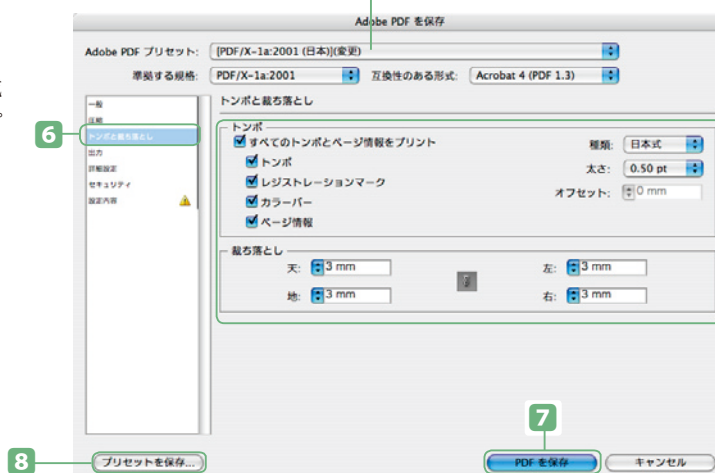 Adobe PDF を保存
Adobe PDF プリセット: [PDF/X-1a:2001 (日本)](変更)
準拠する規格: PDF/X-1a:2001 互換性のある形式: Acrobat 4 (PDF 1.3)
一般
圧縮
トンボと裁ち落とし
出力
詳細設定
セキュリティ
設定内容
トンボと裁ち落とし
トンボ
すべてのトンボとページ情報をプリント
トンボ
レジストレーションマーク
カラーバー
ページ情報
種類: 日本式
太さ: 0.50 pt
オフセット: 0 mm
裁ち落とし
天: 3 mm 左: 3 mm
地: 3 mm 右: 3 mm
6
7
8
プリセットを保存... PDF を保存 キャンセル